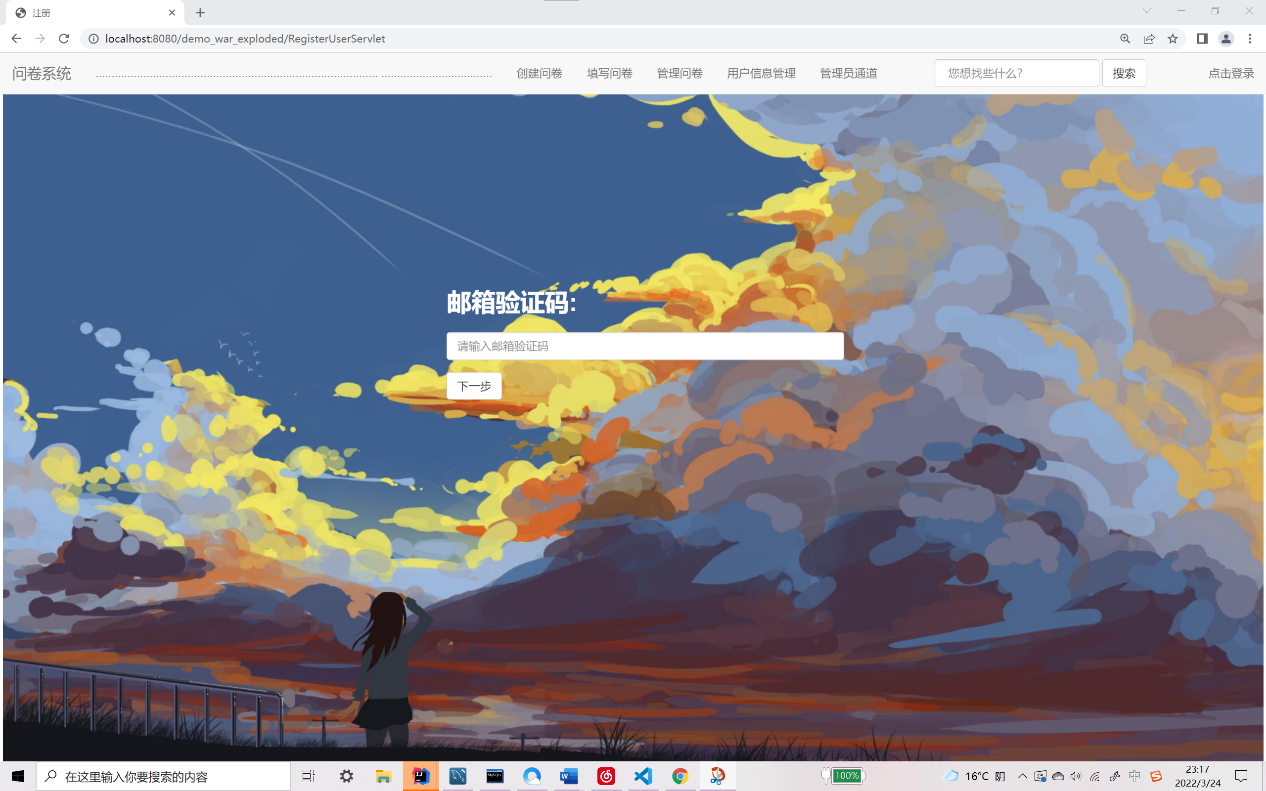 注册
localhost:8080/demo_war_exploded/RegisterUserServlet
问卷系统 创建问卷 填写问卷 管理问卷 用户信息管理 管理员通道 您想找些什么? 搜索 点击登录
邮箱验证码:
请输入邮箱验证码
下一步
在这里输入你要搜索的内容
100%
16°C 阴
中
23:17
2022/3/24